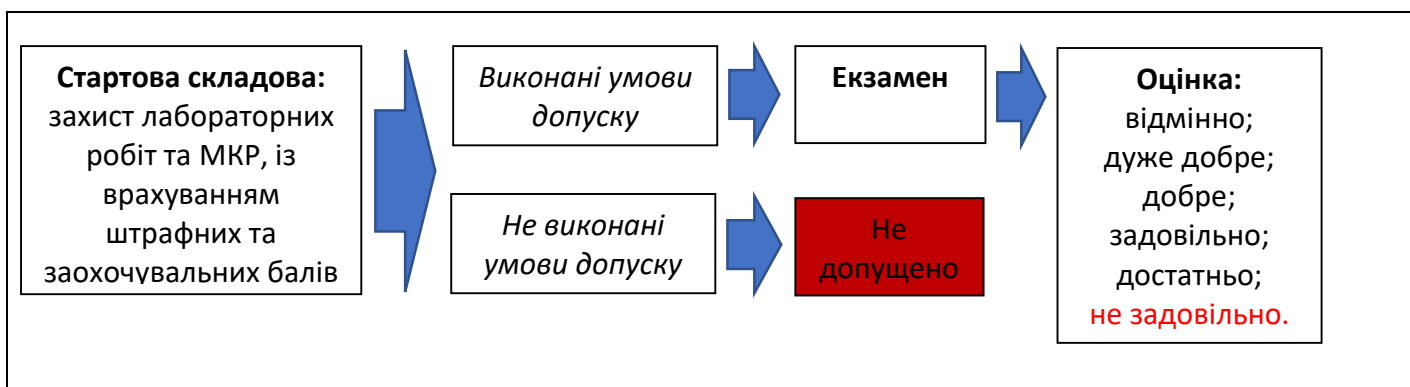 Стартова складова:
захист лабораторних
робіт та МКР, із
врахуванням
штрафних та
заохочувальних балів
Виконані умови
допуску
Екзамен
Не виконані
умови допуску
Не
допущено
Оцінка:
відмінно;
дуже добре;
добре;
задовільно;
достатньо;
не задовільно.